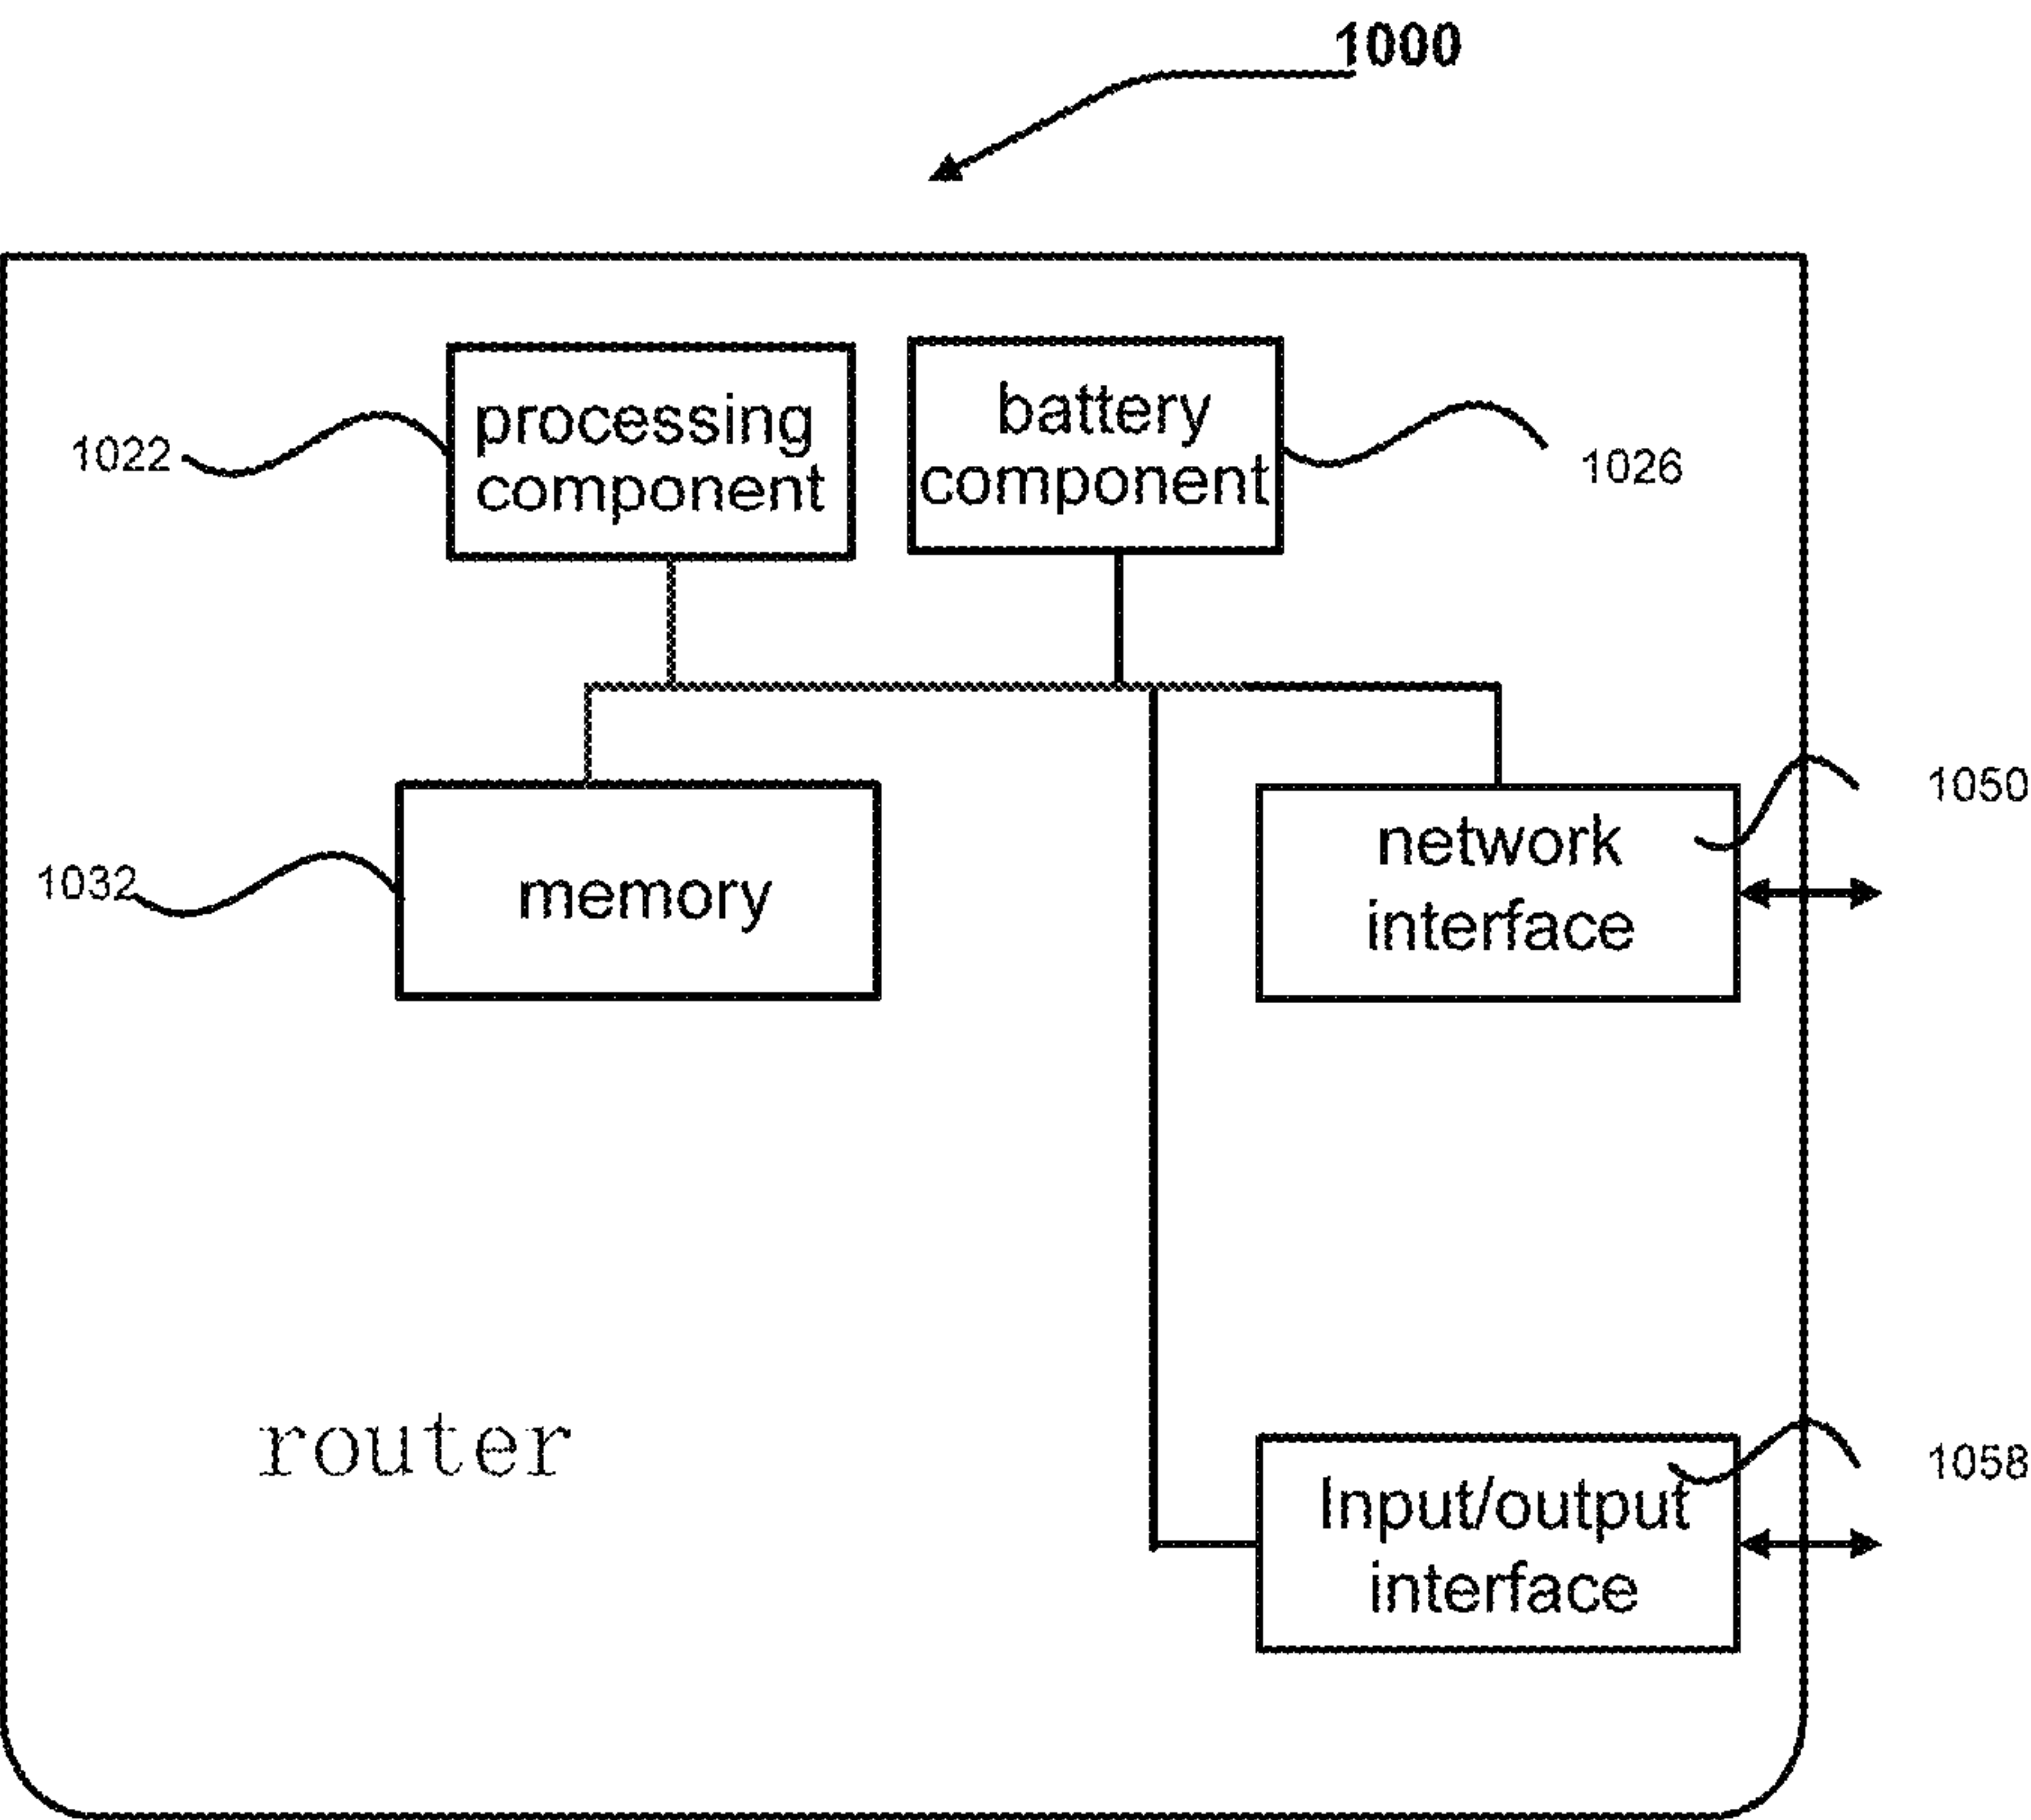 1000
processing
component
battery
component
1022
1026
1050
network
interface
1032
memory
router
1058
Input/output
interface